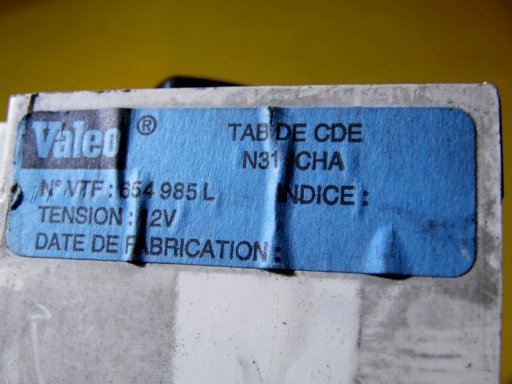 Valeo ® TAB DE CDE
N31 CHA
N° VTF : 654 985 L INDICE :
TENSION : 12V
DATE DE FABRICATION :